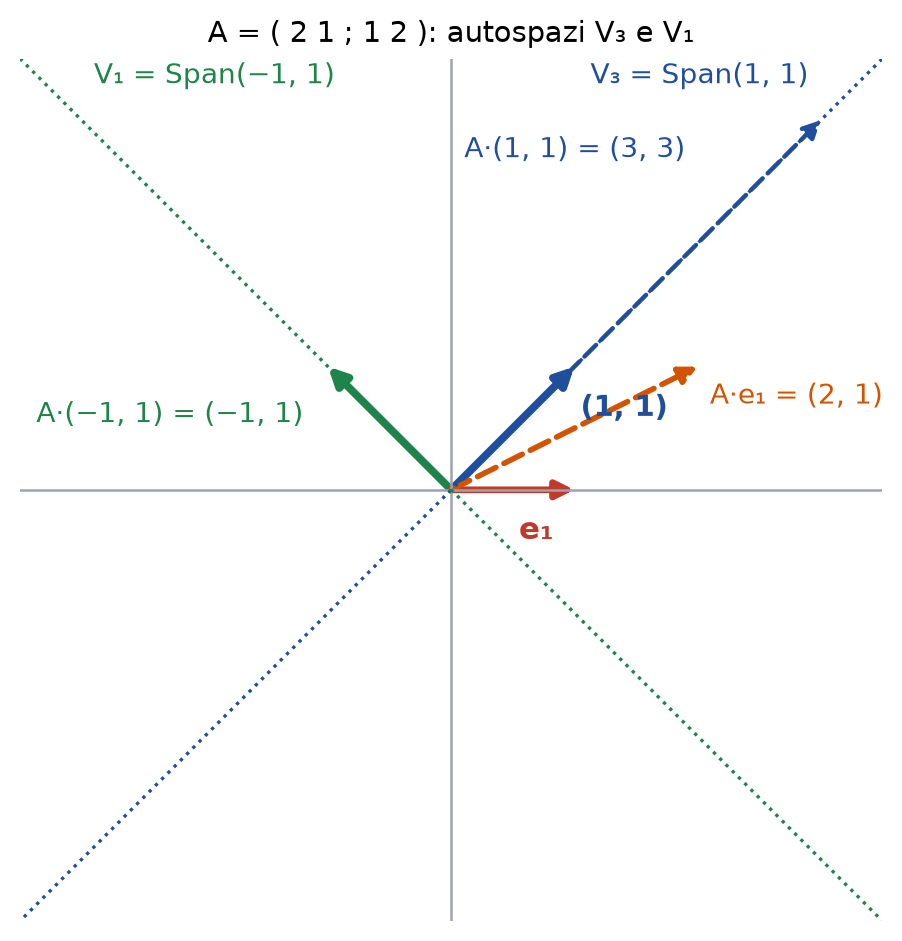 A = ( 2 1 ; 1 2 ): autospazi V₃ e V₁
V₁ = Span(−1, 1)
V₃ = Span(1, 1)
A·(1, 1) = (3, 3)
A·e₁ = (2, 1)
(1, 1)
A·(−1, 1) = (−1, 1)
e₁